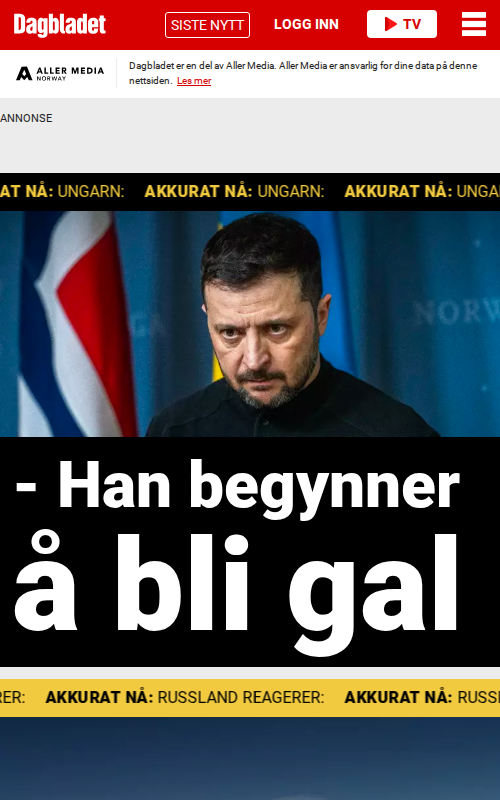 Dagbladet
SISTE NYTT
LOGG INN
TV
ALLER MEDIA
NORWAY
Dagbladet er en del av Aller Media. Aller Media er ansvarlig for dine data på denne
nettsiden. Les mer
ANNONSE
AT NÅ: UNGARN: AKKURAT NÅ: UNGARN: AKKURAT NÅ: UNGA
NORW
- Han begynner
å bli gal
RER: AKKURAT NÅ: RUSSLAND REAGERER: AKKURAT NÅ: RUSS